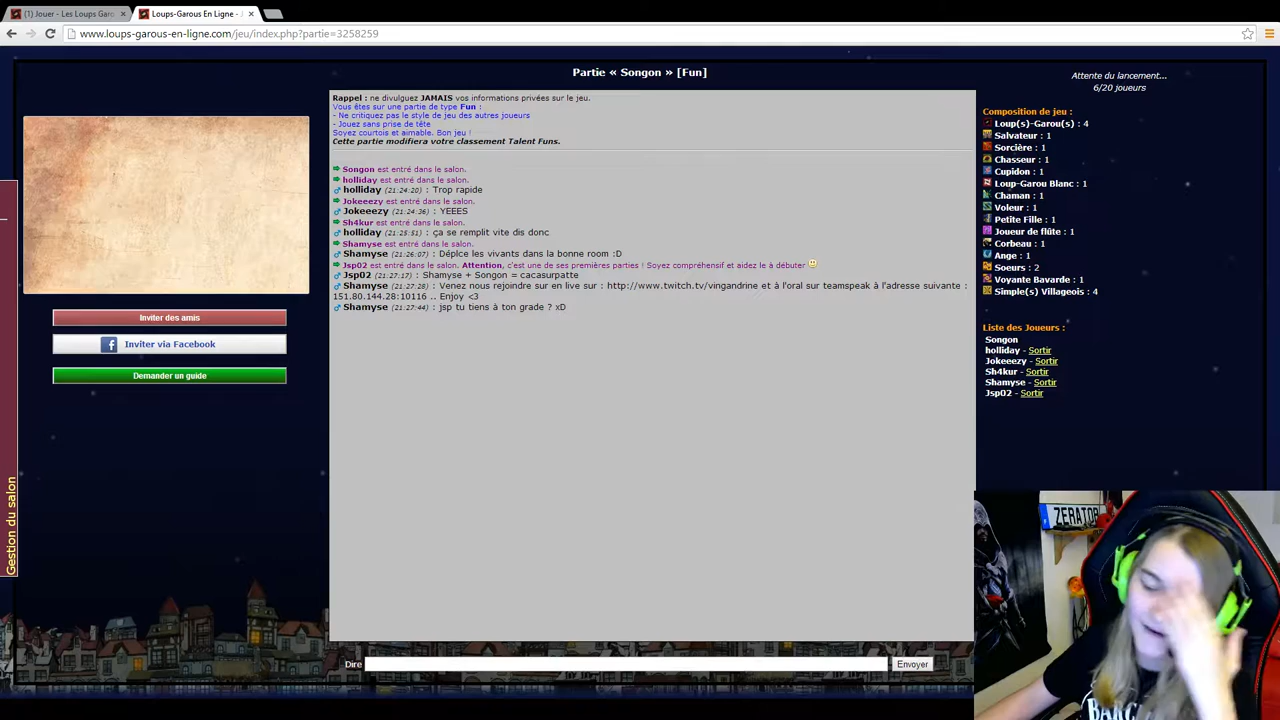 (1) Jouer - Les Loups Garo
Loups-Garous En Ligne - J
www.loups-garous-en-ligne.com/jeu/index.php?partie=3258259
Partie « Songon » [Fun]
Rappel : ne divulguez JAMAIS vos informations privées sur le jeu.
Vous êtes sur une partie de type Fun :
- Ne critiquez pas le style de jeu des autres joueurs
- Jouez sans prise de tête
Soyez courtois et aimable. Bon jeu !
Cette partie modifiera votre classement Talent Funs.
Songon est entré dans le salon.
holliday est entré dans le salon.
holliday (21:24:20) : Trop rapide
Jokeeezy est entré dans le salon.
Jokeeezy (21:24:36) : YEEES
Sh4kur est entré dans le salon.
holliday (21:25:51) : ça se remplit vite dis donc
Shamyse est entré dans le salon.
Shamyse (21:26:07) : Déplce les vivants dans la bonne room :D
Jsp02 est entré dans le salon. Attention, c'est une de ses premières parties ! Soyez compréhensif et aidez le à débuter
Jsp02 (21:27:17) : Shamyse + Songon = cacasurpatte
Shamyse (21:27:28) : Venez nous rejoindre sur en live sur : http://www.twitch.tv/vingandrine et à l'oral sur teamspeak à l'adresse suivante :
151.80.144.28:10116 .. Enjoy <3
Shamyse (21:27:44) : jsp tu tiens à ton grade ? xD
Inviter des amis
Inviter via Facebook
Demander un guide
Gestion du salon
Dire
Envoyer
Attente du lancement...
6/20 joueurs
Composition de jeu :
Loup(s)-Garou(s) : 4
Salvateur : 1
Sorcière : 1
Chasseur : 1
Cupidon : 1
Loup-Garou Blanc : 1
Chaman : 1
Voleur : 1
Petite Fille : 1
Joueur de flûte : 1
Corbeau : 1
Ange : 1
Soeurs : 2
Voyante Bavarde : 1
Simple(s) Villageois : 4
Liste des Joueurs :
Songon
holliday - Sortir
Jokeeezy - Sortir
Sh4kur - Sortir
Shamyse - Sortir
Jsp02 - Sortir
ZERATOR